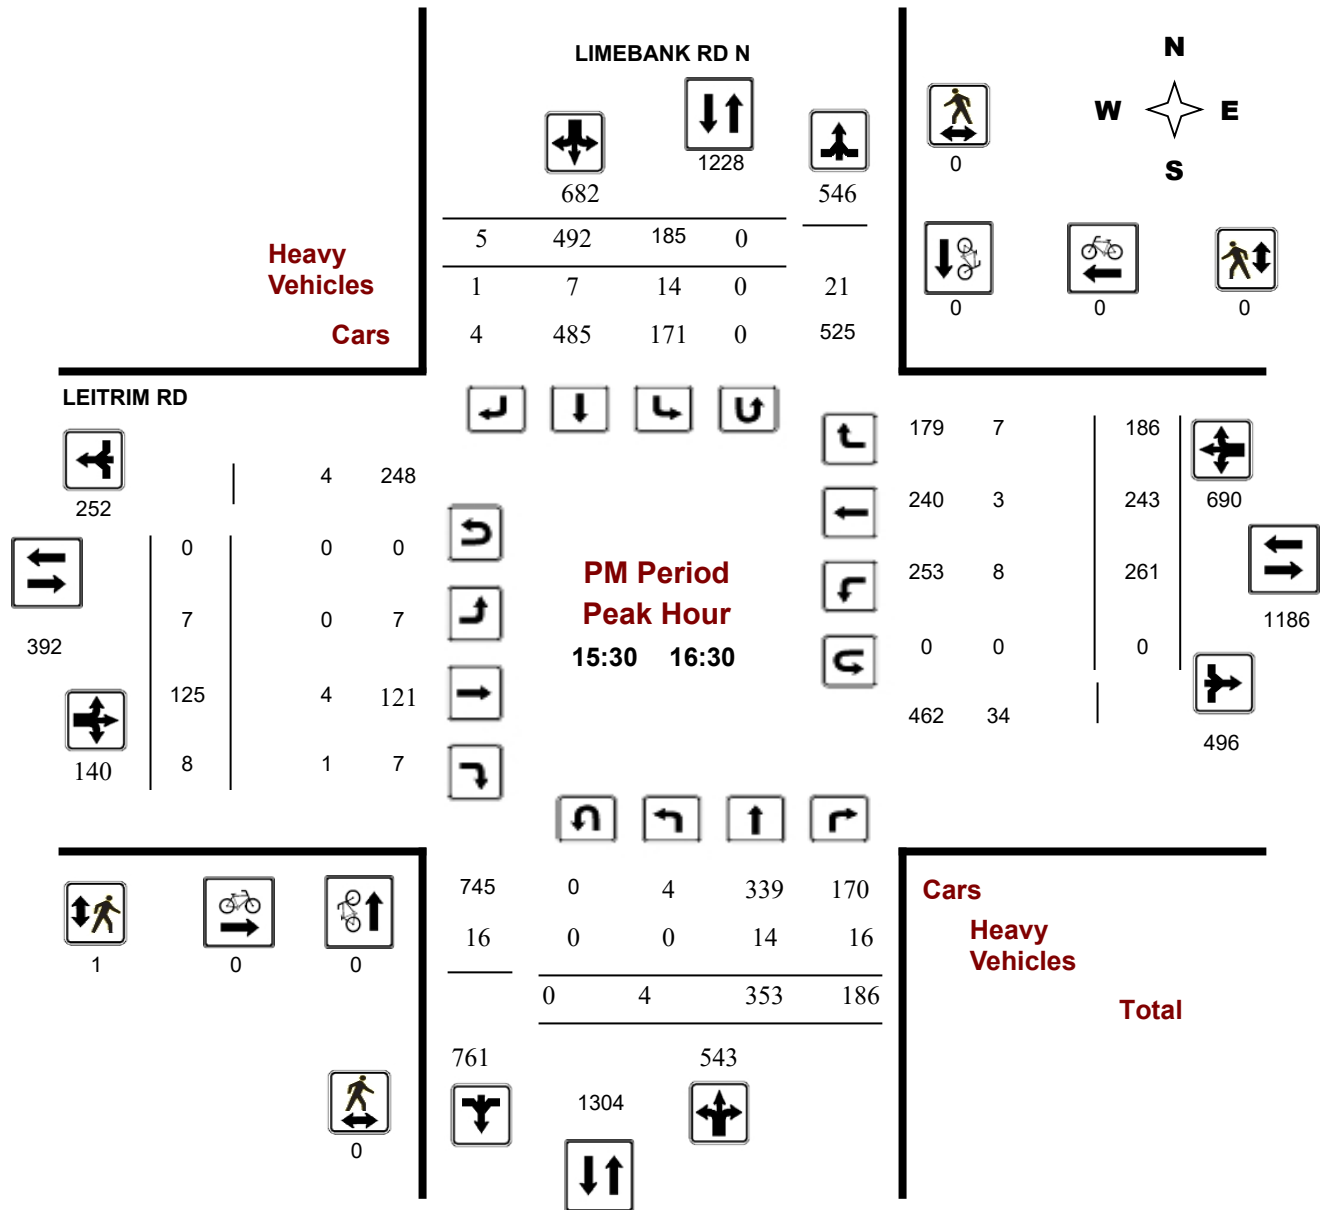 LIMEBANK RD N
N
W E
S
1228
0
682 546
5 492 185 0
Heavy
Vehicles
1 7 14 0 21
0 0 0
Cars 4 485 171 0 525
LEITRIM RD
179 7 186
4 248
252
240 3 243 690
0 0 0
PM Period
253 8 261
Peak Hour
7 0 7
1186
392
15:30 16:30
0 0 0
125 4 121
462 34
496
140 8 1 7
745 0 4 339 170 Cars
16 0 0 14 16 Heavy
Vehicles
1 0 0
0 4 353 186
Total
761 543
1304
0